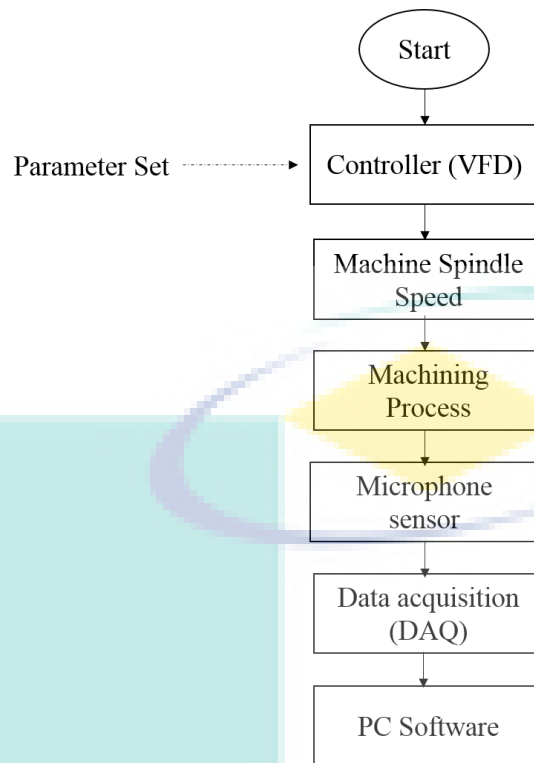 Start
Parameter Set
Controller (VFD)
Machine Spindle
Speed
Machining
Process
Microphone
sensor
Data acquisition
(DAQ)
PC Software